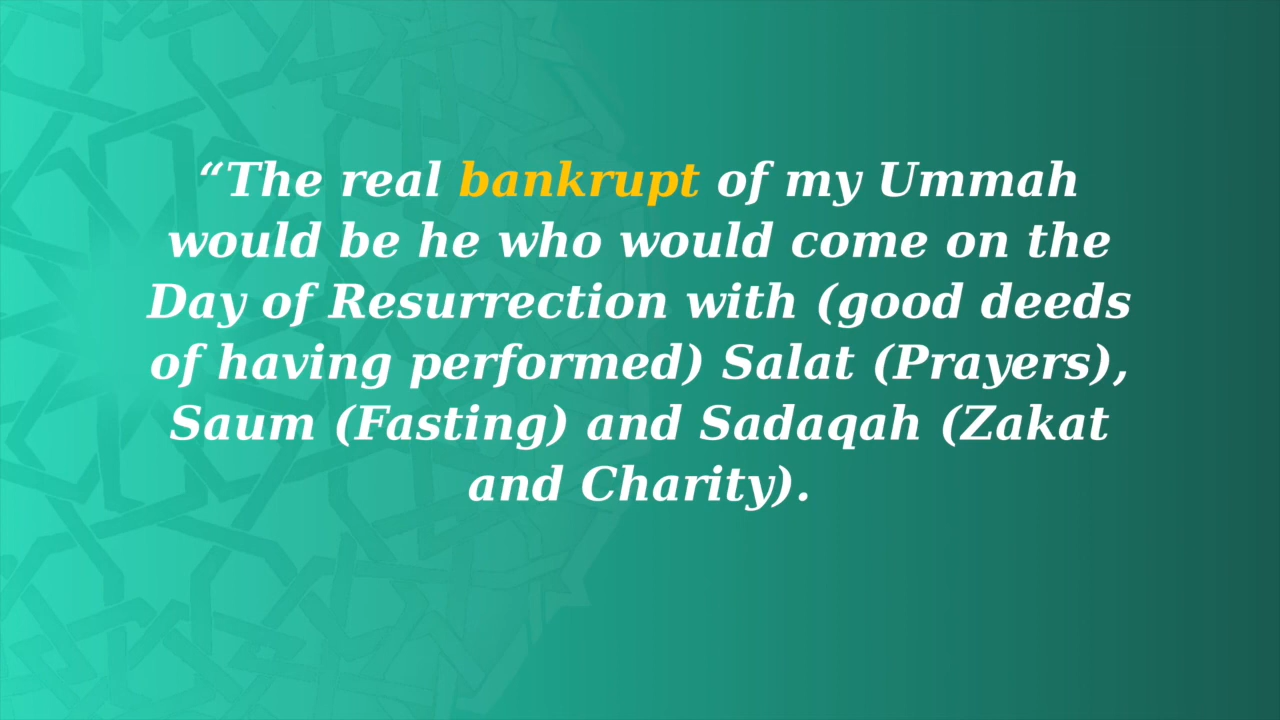 “The real bankrupt of my Ummah
would be he who would come on the
Day of Resurrection with (good deeds
of having performed) Salat (Prayers),
Saum (Fasting) and Sadaqah (Zakat
and Charity).